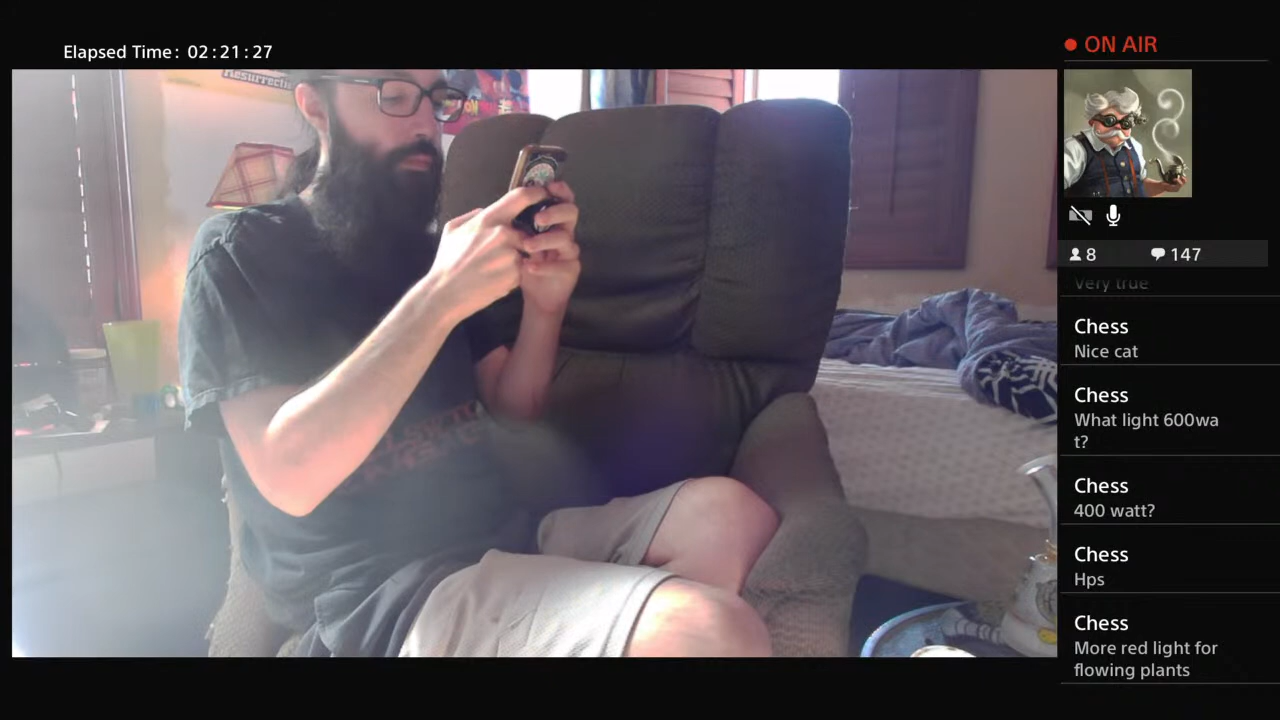 Elapsed Time: 02:21:27
ON AIR
Resurrectio
8 147
Very true
Chess
Nice cat
Chess
What light 600wa
t?
Chess
400 watt?
Chess
Hps
Chess
More red light for
flowing plants